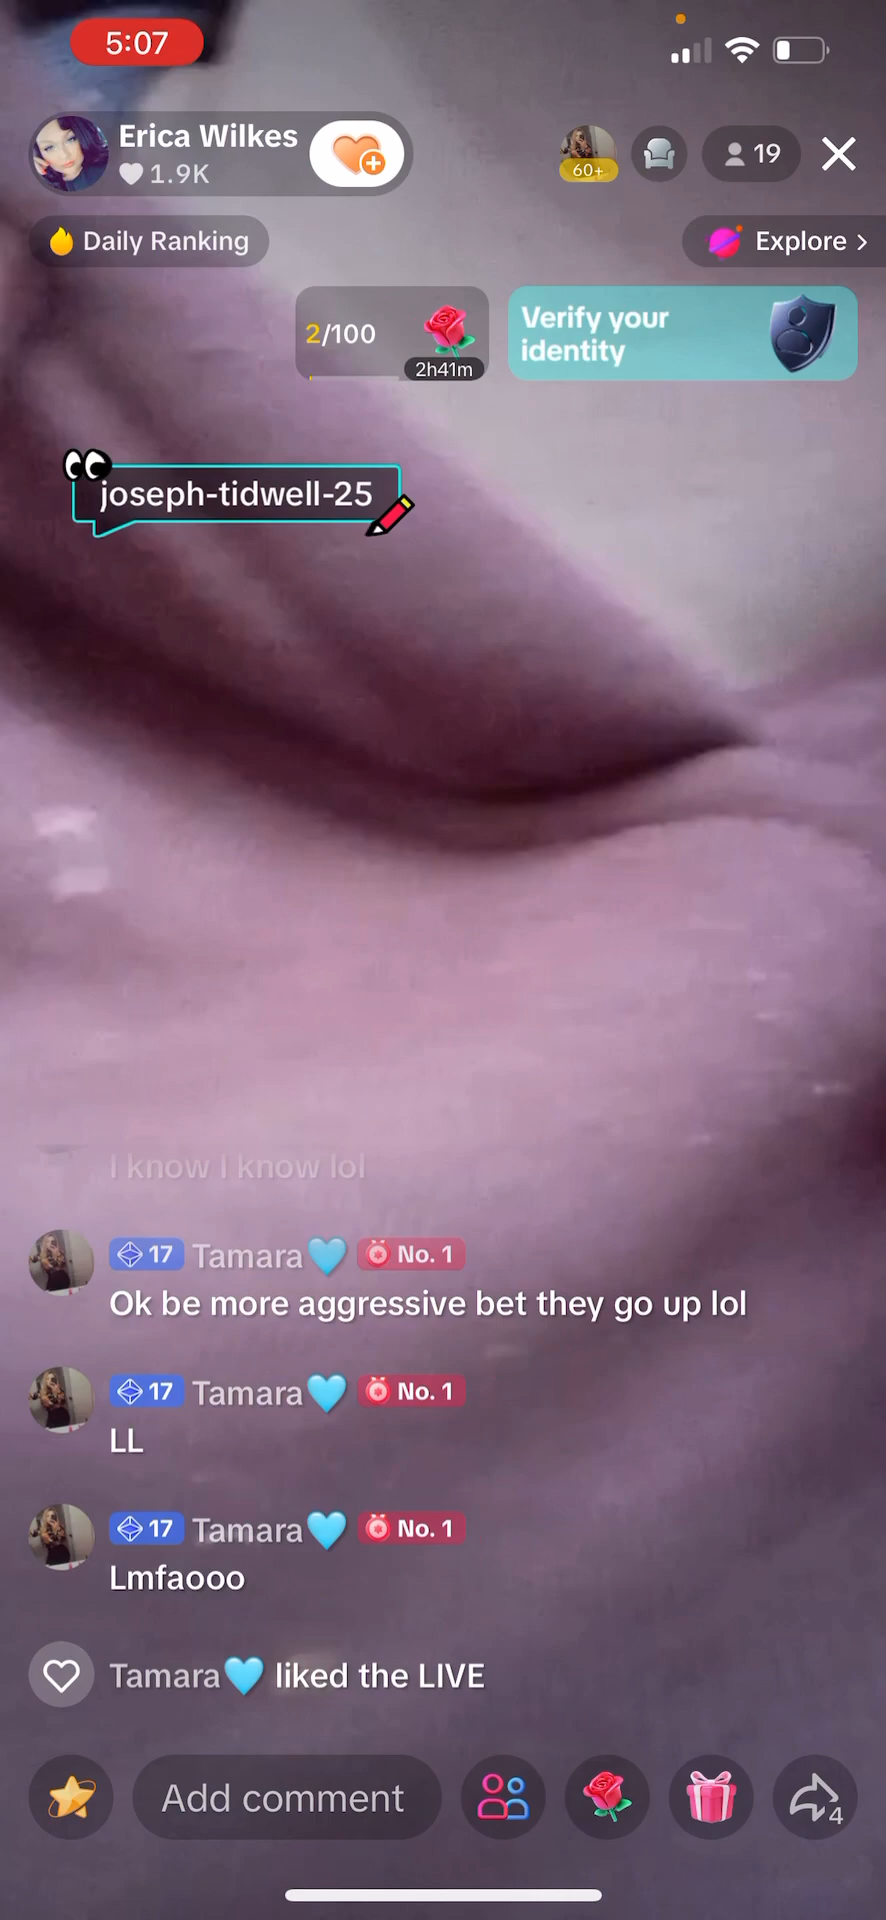 5:07
Erica Wilkes
1.9K
60+
19
Daily Ranking
Explore >
2/100
2h41m
Verify your
identity
joseph-tidwell-25
I know I know lol
17 Tamara🩵 No. 1
Ok be more aggressive bet they go up lol
17 Tamara🩵 No. 1
LL
17 Tamara🩵 No. 1
Lmfaooo
Tamara🩵 liked the LIVE
Add comment
4